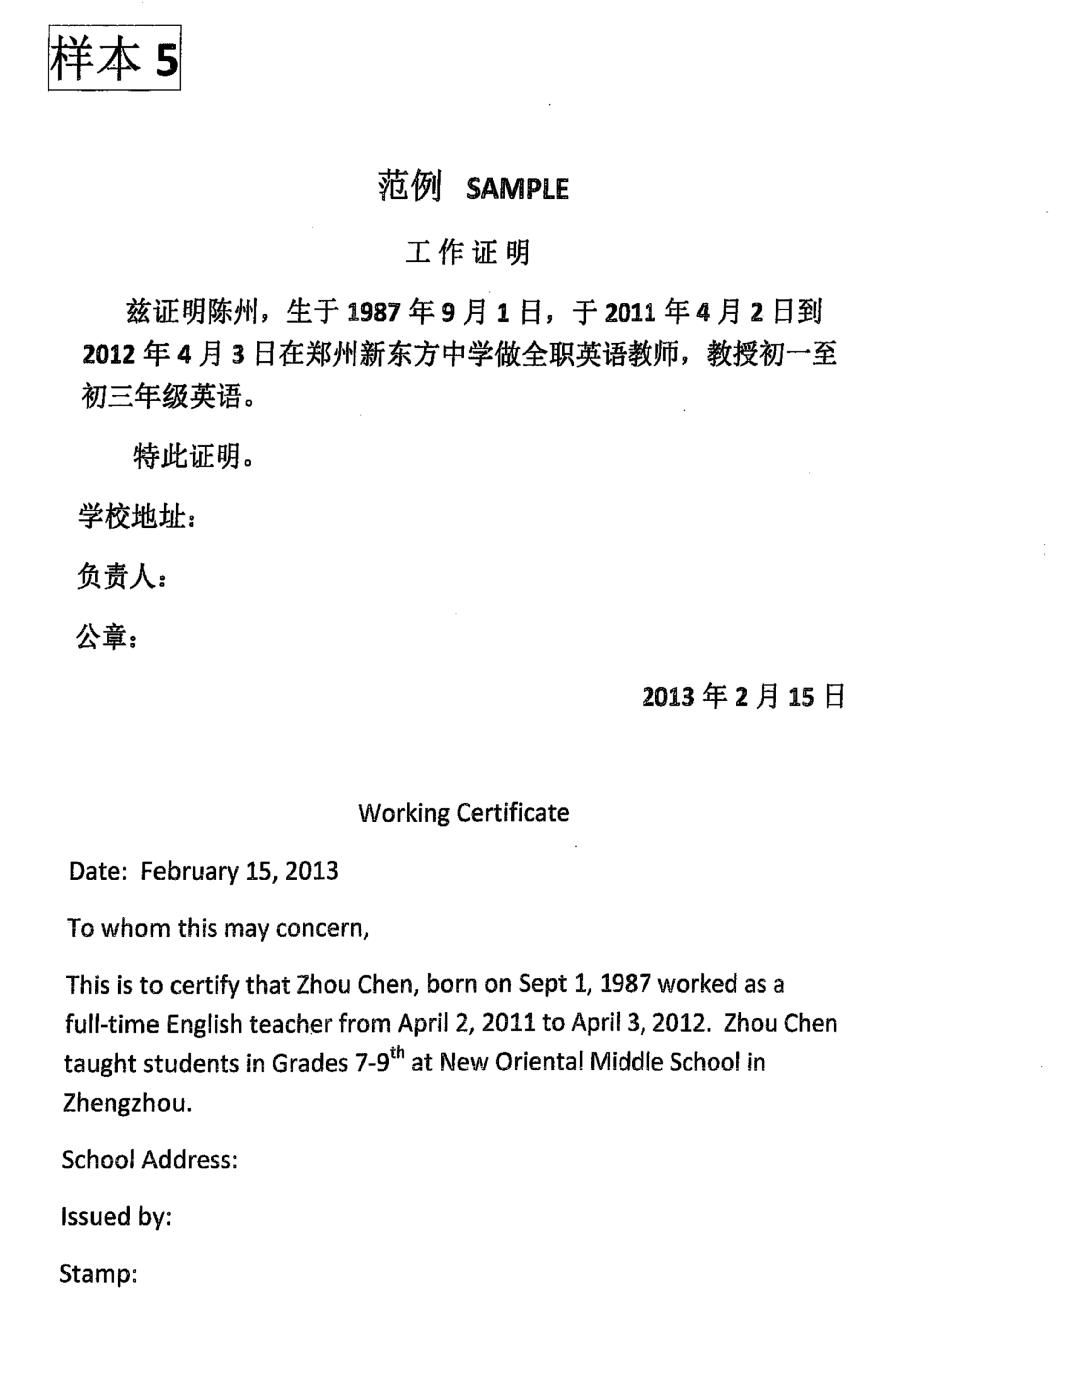 样本 5
范例 SAMPLE
工作证明
兹证明陈州，生于 1987 年 9 月 1 日，于 2011 年 4 月 2 日到
2012 年 4 月 3 日在郑州新东方中学做全职英语教师，教授初一至
初三年级英语。
特此证明。
学校地址：
负责人：
公章：
2013 年 2 月 15 日
Working Certificate
Date: February 15, 2013
To whom this may concern,
This is to certify that Zhou Chen, born on Sept 1, 1987 worked as a
full-time English teacher from April 2, 2011 to April 3, 2012. Zhou Chen
taught students in Grades 7-9th at New Oriental Middle School in
Zhengzhou.
School Address:
Issued by:
Stamp: